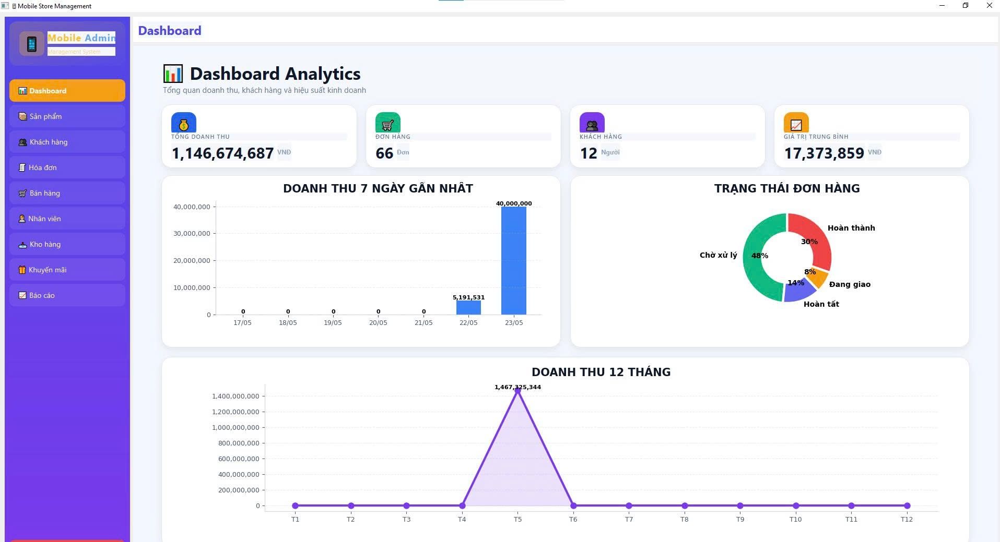 Mobile Store Management
Mobile Admin
Management System
Dashboard
Sản phẩm
Khách hàng
Hóa đơn
Bán hàng
Nhân viên
Kho hàng
Khuyến mãi
Báo cáo
Dashboard
Dashboard Analytics
Tổng quan doanh thu, khách hàng và hiệu suất kinh doanh
TỔNG DOANH THU
1,146,674,687 VNĐ
ĐƠN HÀNG
66 Đơn
KHÁCH HÀNG
12 Người
GIÁ TRỊ TRUNG BÌNH
17,373,859 VNĐ
DOANH THU 7 NGÀY GẦN NHẤT
40,000,000
30,000,000
20,000,000
10,000,000
0
0 0 0 0 0 5,191,531 40,000,000
17/05 18/05 19/05 20/05 21/05 22/05 23/05
TRẠNG THÁI ĐƠN HÀNG
Hoàn thành
30%
Chờ xử lý
48%
8%
Đang giao
14%
Hoàn tất
DOANH THU 12 THÁNG
1,467,325,344
1,400,000,000
1,200,000,000
1,000,000,000
800,000,000
600,000,000
400,000,000
200,000,000
0
T1 T2 T3 T4 T5 T6 T7 T8 T9 T10 T11 T12